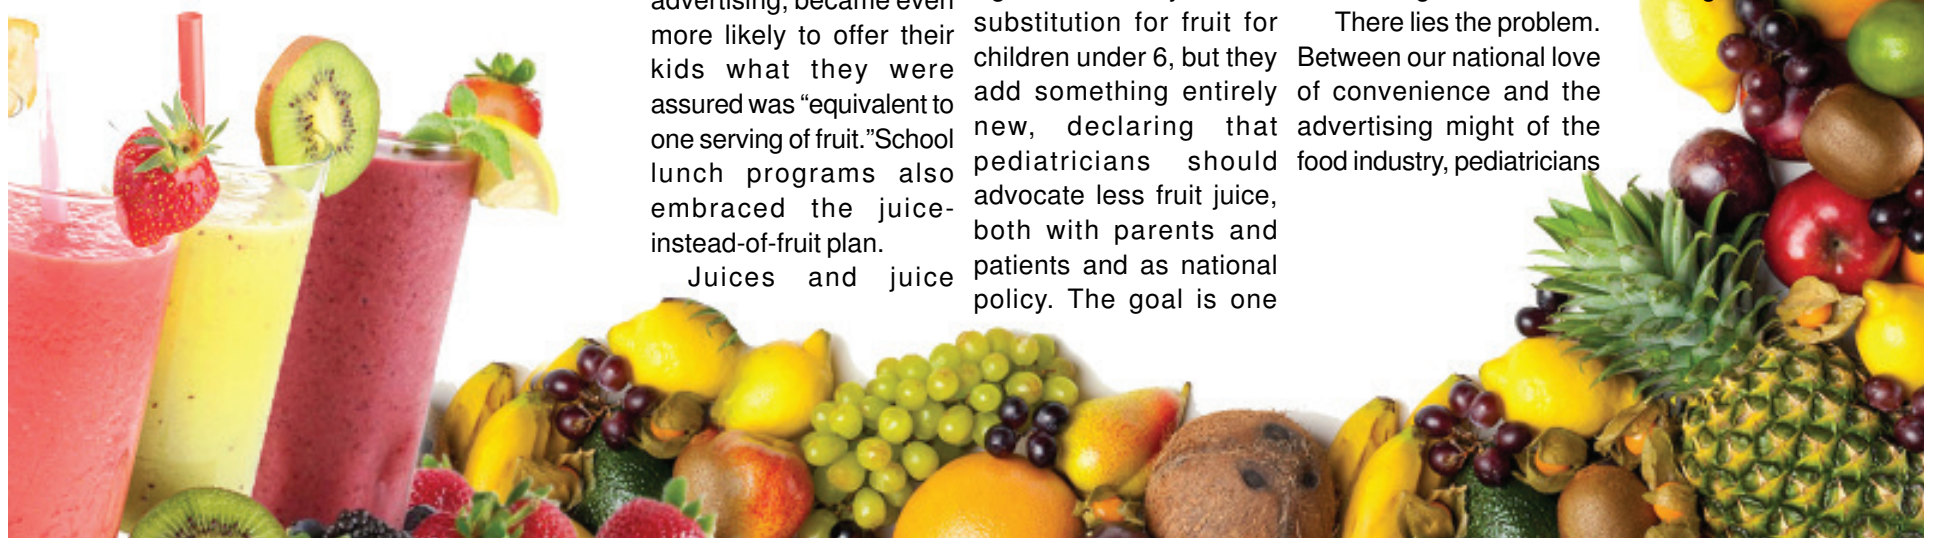 advertising, became even
more likely to offer their
kids what they were
assured was “equivalent to
one serving of fruit.”School
lunch programs also
embraced the juice-
instead-of-fruit plan.
Juices and juice
substitution for fruit for
children under 6, but they
add something entirely
new, declaring that
pediatricians should
advocate less fruit juice,
both with parents and
patients and as national
policy. The goal is one
There lies the problem.
Between our national love
of convenience and the
advertising might of the
food industry, pediatricians